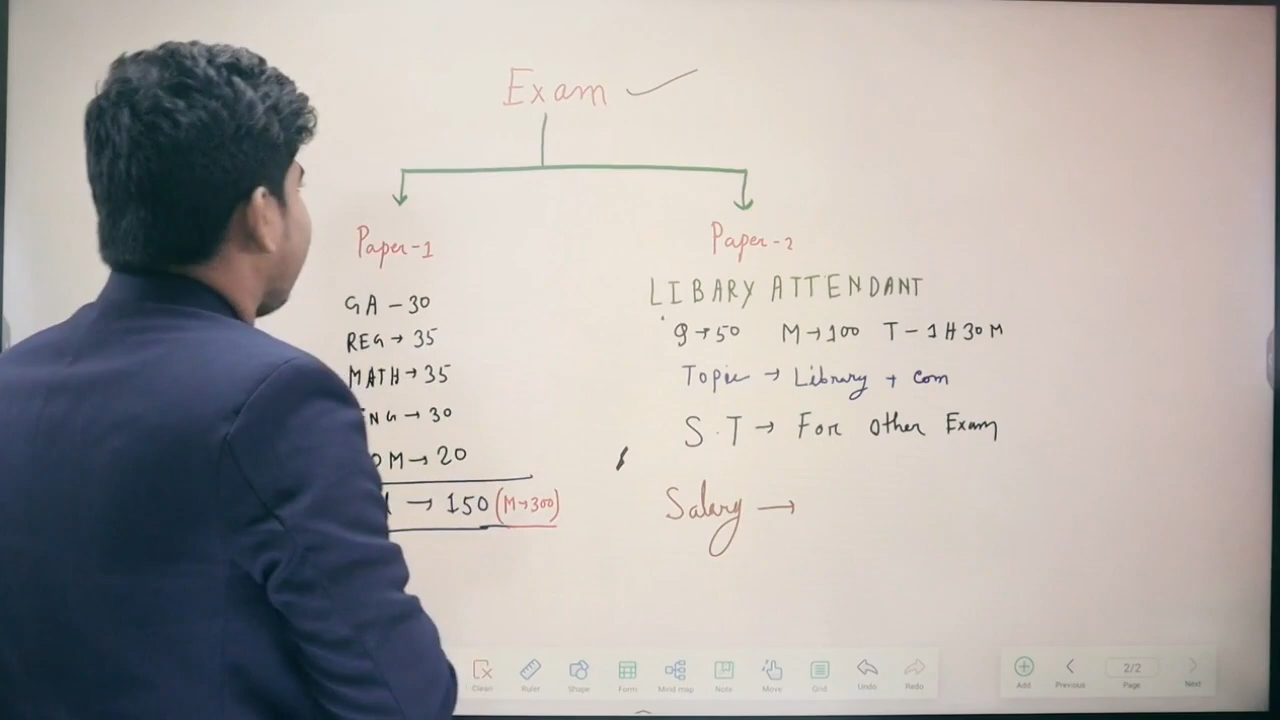 Exam
Paper-1
GA - 30
REG → 35
MATH → 35
NG → 30
OM → 20
→ 150 (M→300)
Paper-2
LIBARY ATTENDANT
Q → 50 M → 100 T - 1H 30M
Topic → Library + Com
S.T → For Other Exam
Salary →
Clean Ruler Shape Form Mind map Note Move Grid Undo Redo
Add Previous 2/2 Page Next